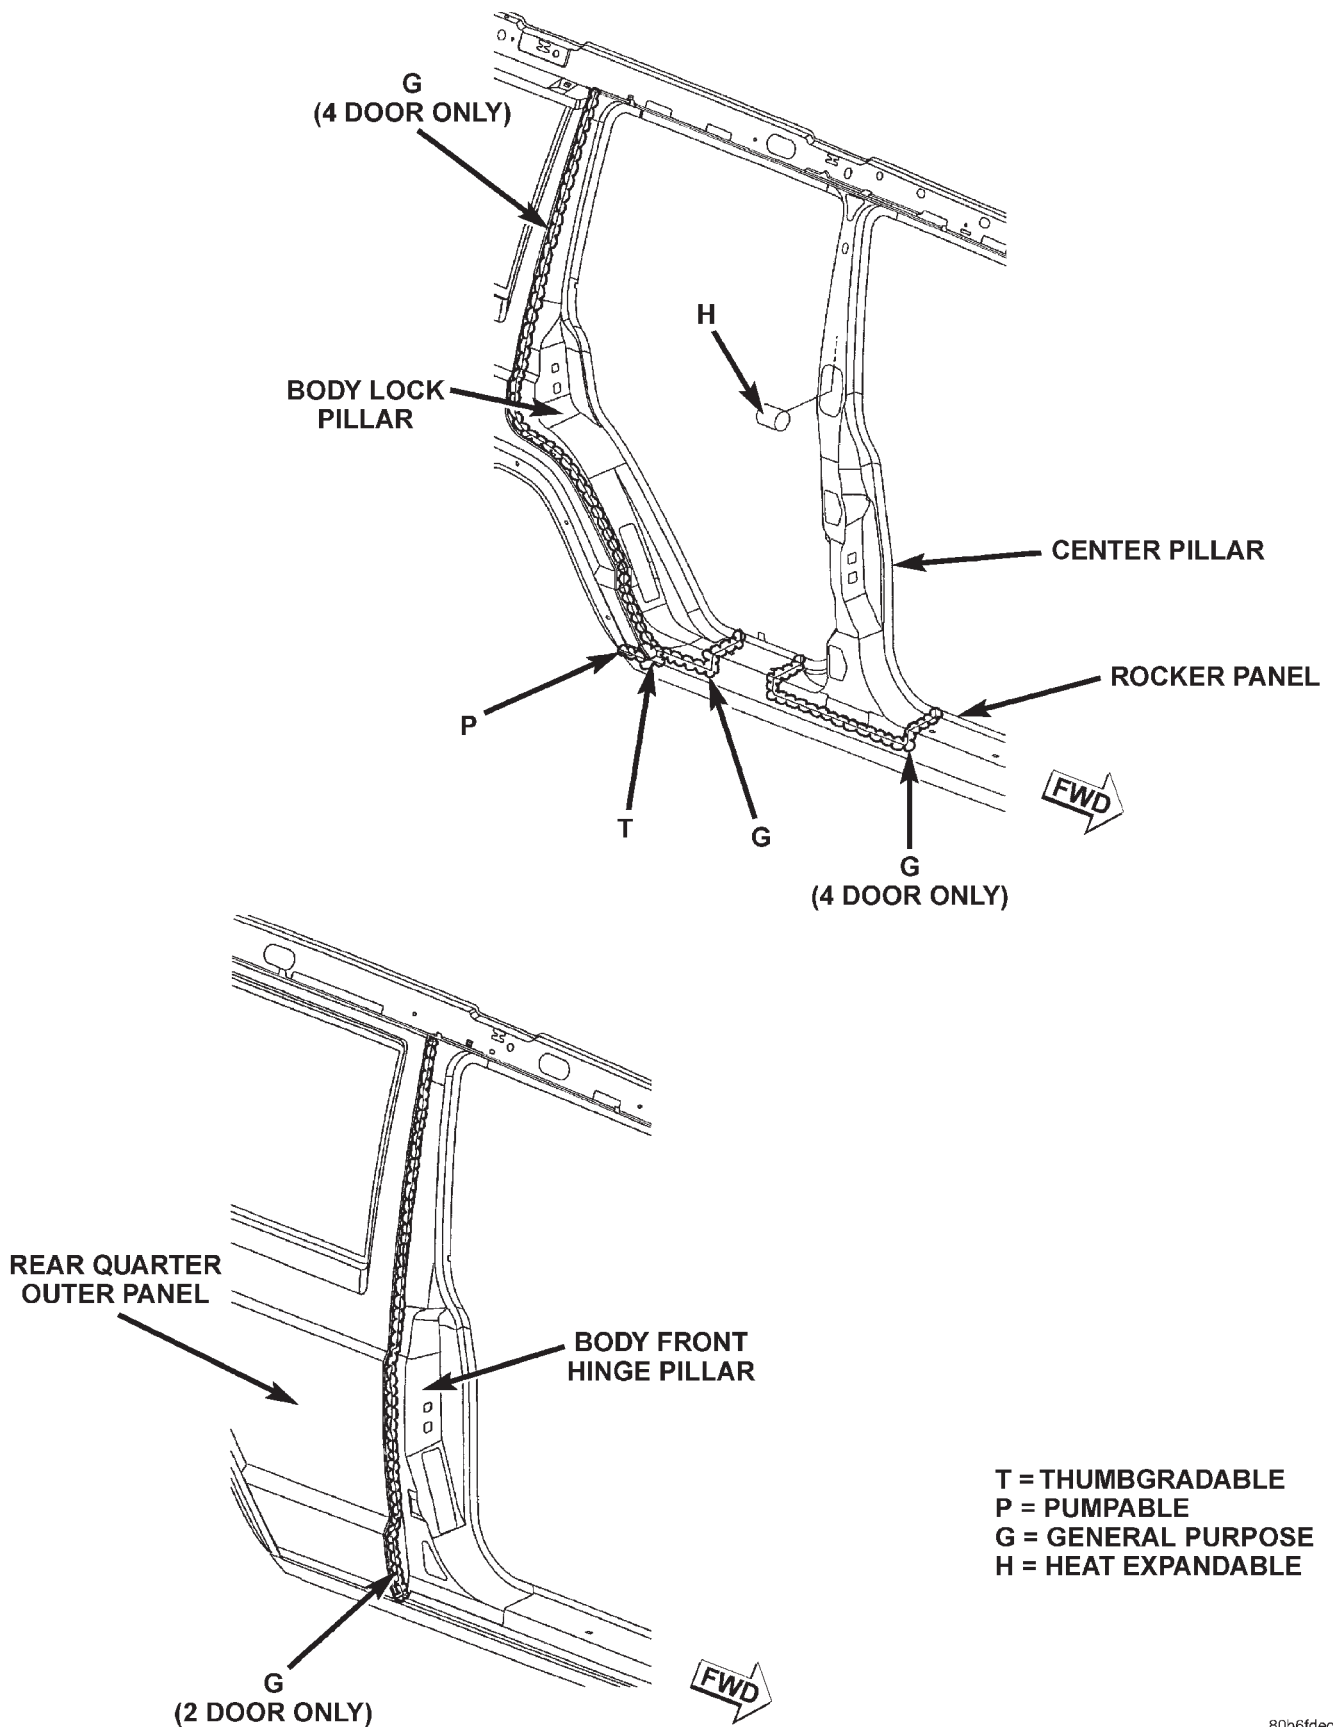 G
(4 DOOR ONLY)
H
BODY LOCK
PILLAR
CENTER PILLAR
ROCKER PANEL
P
T
G
G
(4 DOOR ONLY)
FWD
REAR QUARTER
OUTER PANEL
BODY FRONT
HINGE PILLAR
T = THUMBGRADABLE
P = PUMPABLE
G = GENERAL PURPOSE
H = HEAT EXPANDABLE
G
(2 DOOR ONLY)
FWD